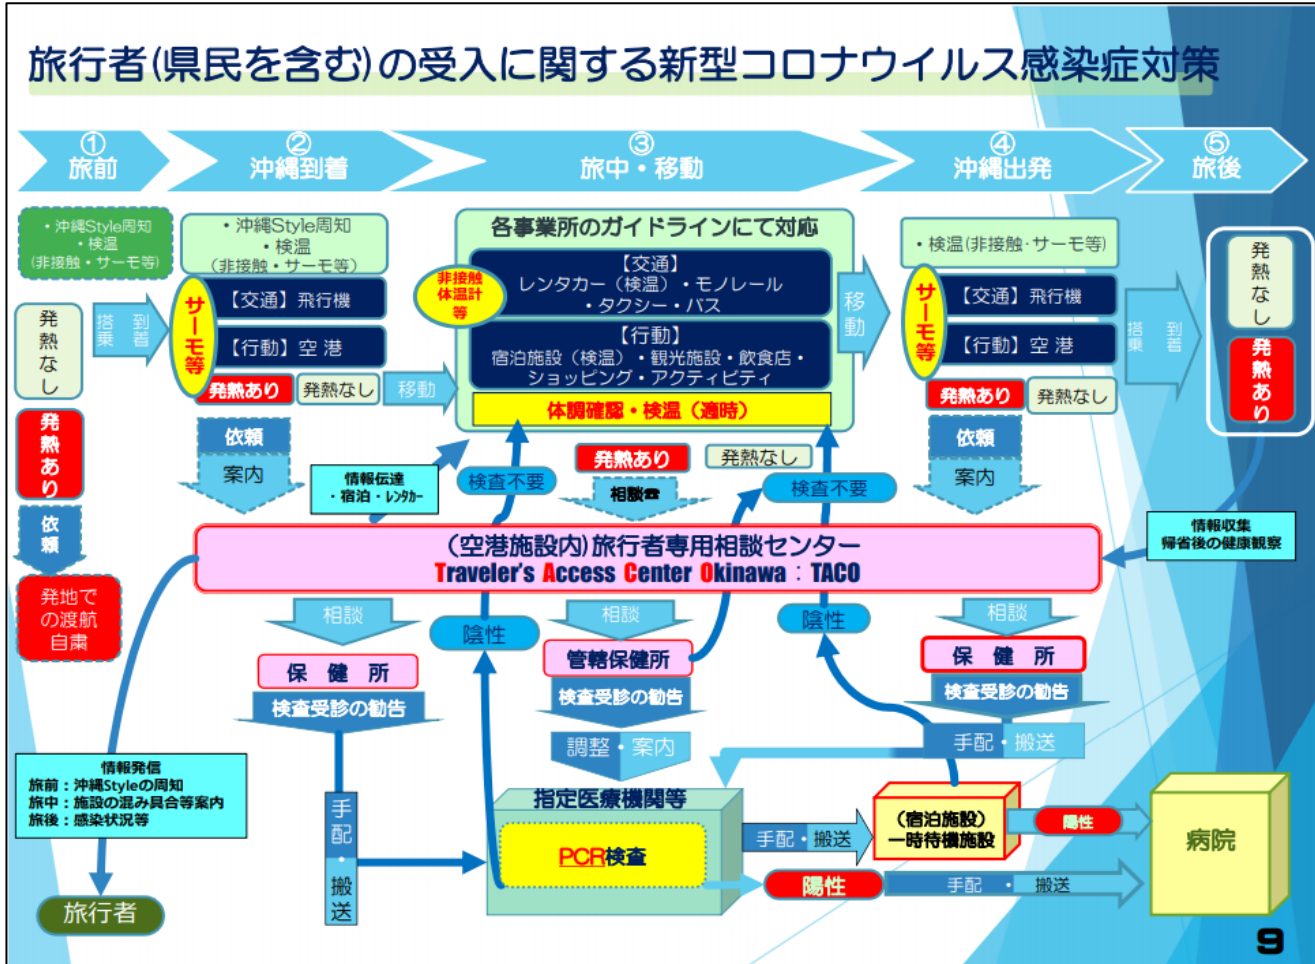 旅行者(県民を含む)の受入に関する新型コロナウイルス感染症対策
①
旅前
②
沖縄到着
③
旅中・移動
④
沖縄出発
⑤
旅後
・沖縄Style周知
・検温
(非接触・サーモ等)
発熱なし
発熱あり
依頼
発地で
の渡航
自粛
搭乗
到着
・沖縄Style周知
・検温
(非接触・サーモ等)
サーモ等
【交通】飛行機
【行動】空 港
発熱あり
発熱なし
移動
依頼
案内
各事業所のガイドラインにて対応
非接触
体温計
等
【交通】
レンタカー（検温）・モノレール
・タクシー・バス
【行動】
宿泊施設（検温）・観光施設・飲食店・
ショッピング・アクティビティ
体調確認・検温（適時）
移動
発熱あり
発熱なし
相談☎
情報伝達
・宿泊・レンタカー
検査不要
検査不要
・検温(非接触・サーモ等)
サーモ等
【交通】飛行機
【行動】空 港
発熱あり
発熱なし
依頼
案内
搭乗
到着
発熱なし
発熱あり
情報収集
帰省後の健康観察
（空港施設内）旅行者専用相談センター
Traveler's Access Center Okinawa：TACO
相談
保 健 所
検査受診の勧告
手配・搬送
陰性
相談
管轄保健所
検査受診の勧告
調整・案内
陰性
相談
保 健 所
検査受診の勧告
手配・搬送
情報発信
旅前：沖縄Styleの周知
旅中：施設の混み具合等案内
旅後：感染状況等
旅行者
指定医療機関等
PCR検査
手配・搬送
（宿泊施設）
一時待機施設
陽性
陽性
手配・搬送
病院
9